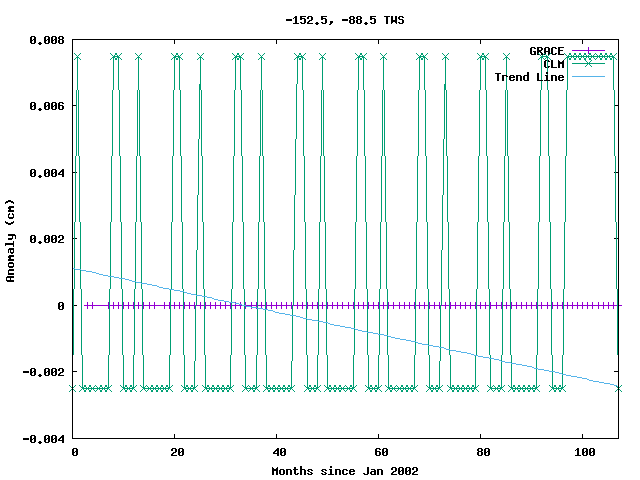 -152.5, -88.5 TWS
GRACE
CLM
Trend Line
0.008
0.006
0.004
0.002
0
-0.002
-0.004
Anomaly (cm)
0 20 40 60 80 100
Months since Jan 2002